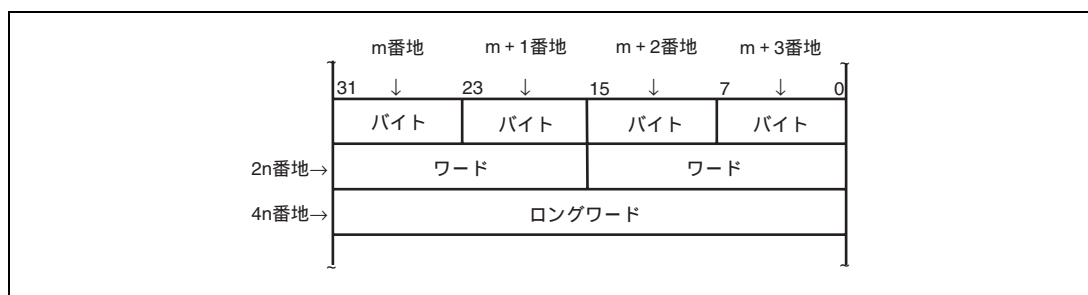 m番地 m + 1番地 m + 2番地 m + 3番地
31 ↓ 23 ↓ 15 ↓ 7 ↓ 0
バイト バイト バイト バイト
2n番地→ ワード ワード
4n番地→ ロングワード